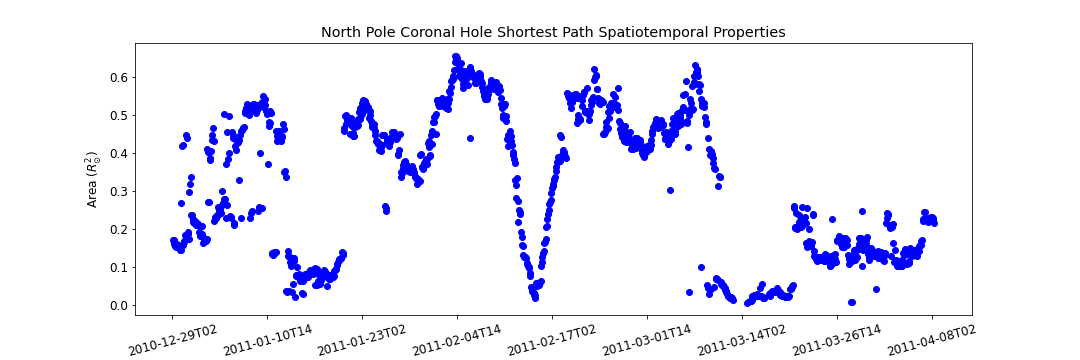 North Pole Coronal Hole Shortest Path Spatiotemporal Properties
Area (R⊙²)
0.6
0.5
0.4
0.3
0.2
0.1
0.0
2010-12-29T02
2011-01-10T14
2011-01-23T02
2011-02-04T14
2011-02-17T02
2011-03-01T14
2011-03-14T02
2011-03-26T14
2011-04-08T02